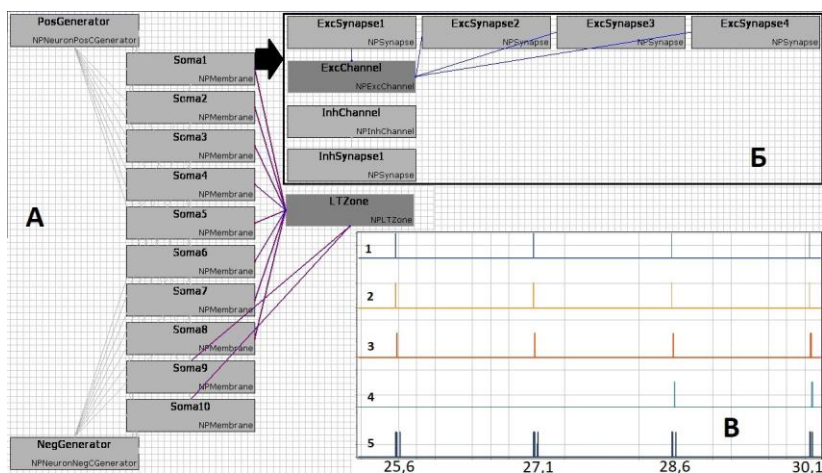 PosGenerator
NPNeuronPosCGenerator
Soma1
NPMembrane
Soma2
NPMembrane
Soma3
NPMembrane
Soma4
NPMembrane
Soma5
NPMembrane
Soma6
NPMembrane
Soma7
NPMembrane
Soma8
NPMembrane
Soma9
NPMembrane
Soma10
NPMembrane
NegGenerator
NPNeuronNegCGenerator
А
ExcSynapse1
NPSynapse
ExcSynapse2
NPSynapse
ExcSynapse3
NPSynapse
ExcSynapse4
NPSynapse
ExcChannel
NPExcChannel
InhChannel
NPInhChannel
InhSynapse1
NPSynapse
Б
LTZone
NPLTZone
1
2
3
4
5
В
25,6 27,1 28,6 30,1